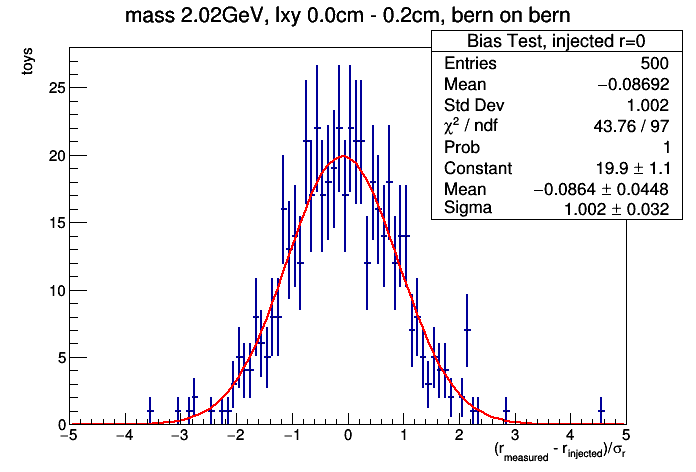 mass 2.02GeV, lxy 0.0cm - 0.2cm, bern on bern
Bias Test, injected r=0
Entries 500
Mean −0.08692
Std Dev 1.002
χ² / ndf 43.76 / 97
Prob 1
Constant 19.9 ± 1.1
Mean −0.0864 ± 0.0448
Sigma 1.002 ± 0.032
toys
25
20
15
10
5
0
−5 −4 −3 −2 −1 0 1 2 3 4 5
(r_measured - r_injected)/σ_r